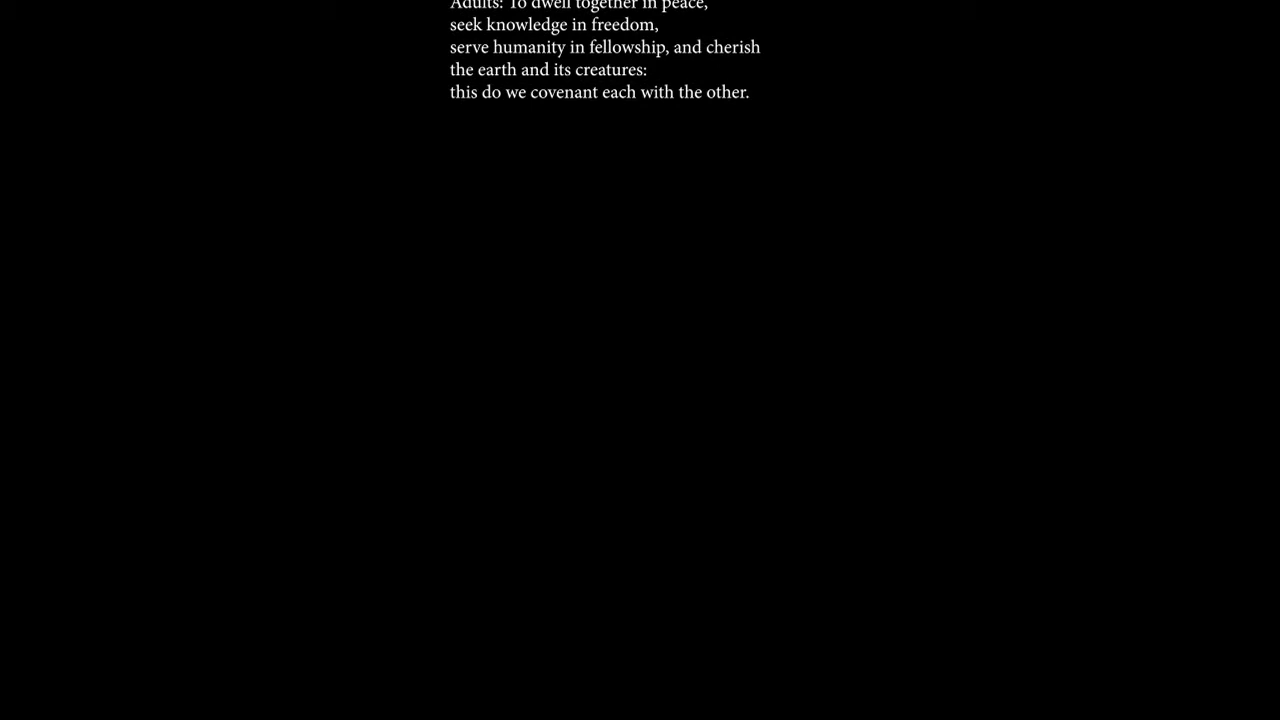 Adults: To dwell together in peace,
seek knowledge in freedom,
serve humanity in fellowship, and cherish
the earth and its creatures:
this do we covenant each with the other.